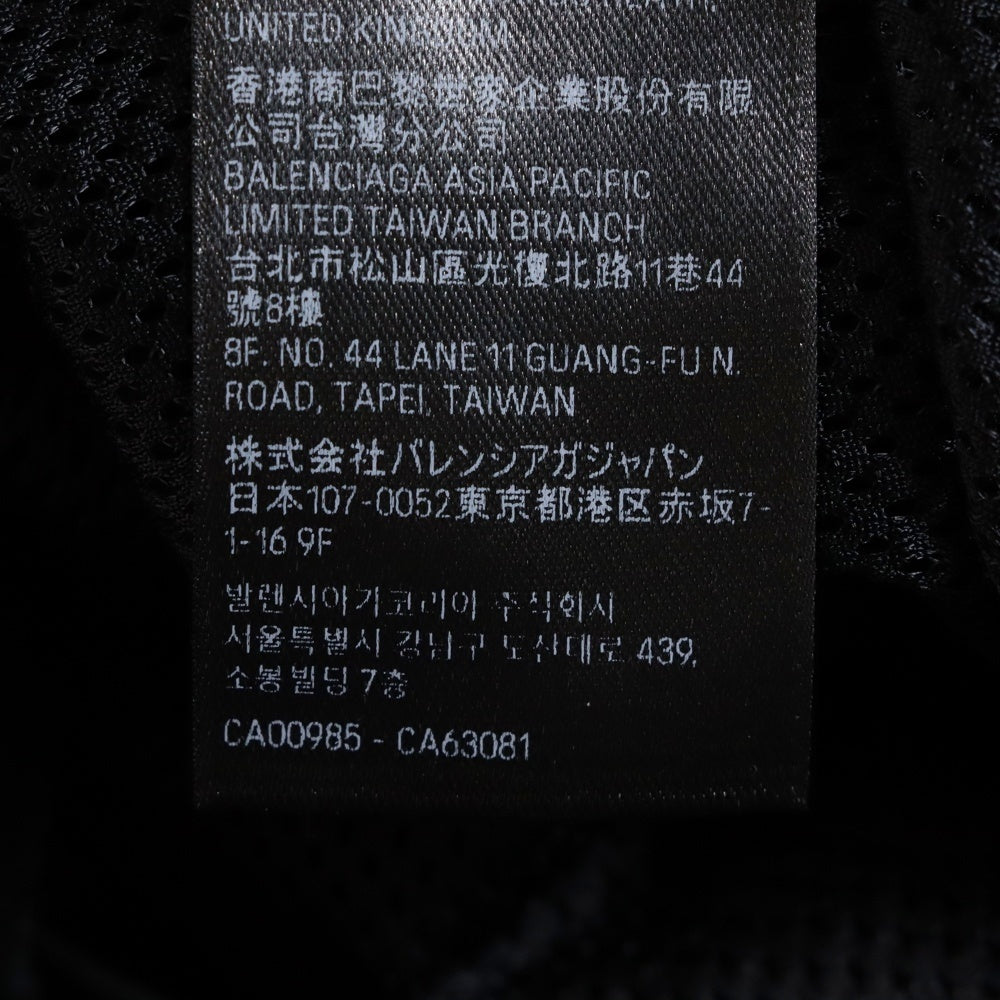 UNITED KINGDOM
香港商巴黎世家企業股份有限
公司台灣分公司
BALENCIAGA ASIA PACIFIC
LIMITED TAIWAN BRANCH
台北市松山區光復北路11巷44
號8樓
8F. NO. 44 LANE 11 GUANG-FU N.
ROAD, TAPEI, TAIWAN
株式会社バレンシアガジャパン
日本107-0052東京都港区赤坂7-
1-16 9F
발렌시아가코리아 주식회사
서울특별시 강남구 도산대로 439,
소봉빌딩 7층
CA00985 - CA63081